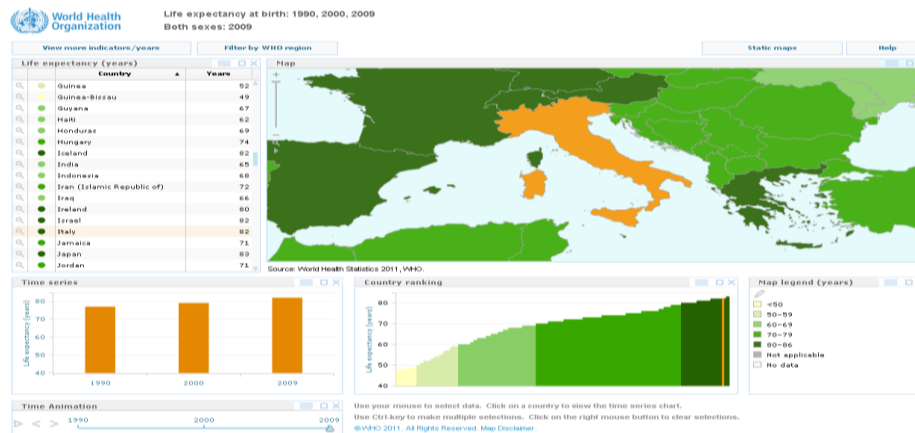 World Health
Organization
Life expectancy at birth: 1990, 2000, 2009
Both sexes: 2009
View more indicators/years
Filter by WHO region
Static maps
Help
Life expectancy (years)
Country Years
Guinea 52
Guinea-Bissau 49
Guyana 67
Haiti 62
Honduras 69
Hungary 74
Iceland 82
India 65
Indonesia 68
Iran (Islamic Republic of) 72
Iraq 66
Ireland 80
Israel 82
Italy 82
Jamaica 71
Japan 83
Jordan 71
Map
Source: World Health Statistics 2011, WHO.
Time series
Life expectancy (years)
80
70
60
50
40
1990 2000 2009
Country ranking
Life expectancy (years)
80
70
60
50
40
Map legend (years)
<50
50-59
60-69
70-79
80-86
Not applicable
No data
Time Animation
1990 2000 2009
Use your mouse to select data. Click on a country to view the time series chart.
Use Ctrl-key to make multiple selections. Click on the right mouse button to clear selections.
©WHO 2011. All Rights Reserved. Map Disclaimer.